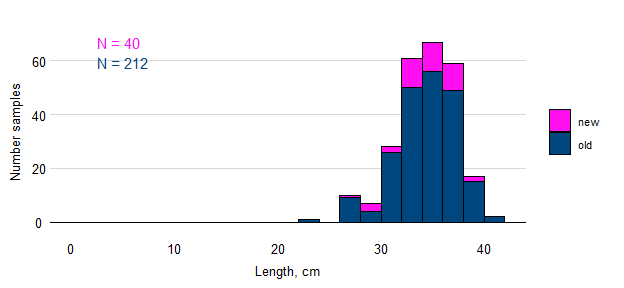 N = 40
N = 212
Number samples
60
40
20
0
0 10 20 30 40
Length, cm
new
old